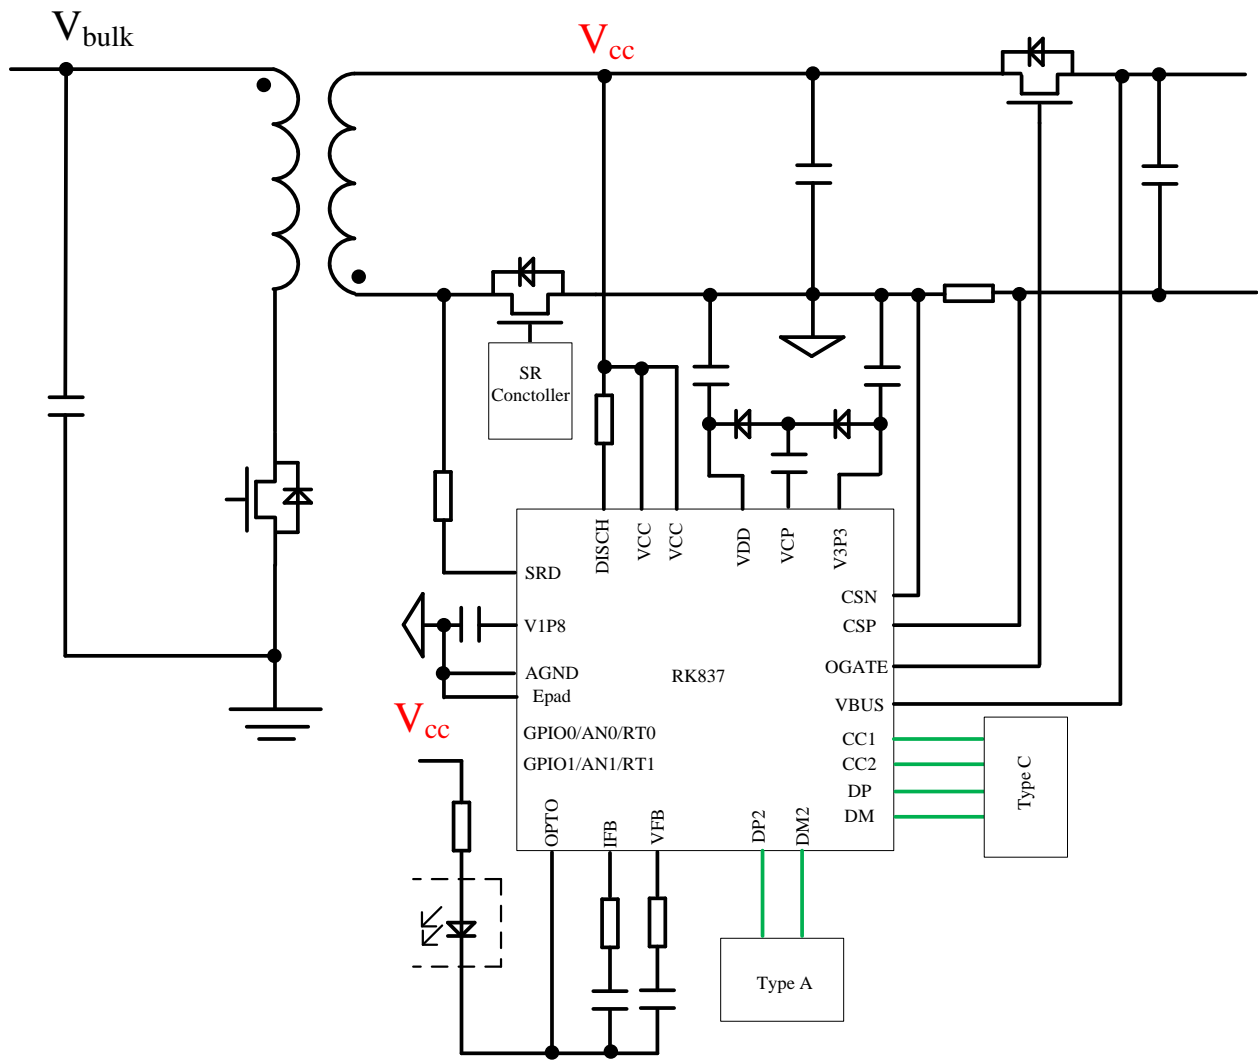 Vbulk
Vcc
SR
Conctoller
DISCH
VCC
VCC
VDD
VCP
V3P3
SRD
CSN
V1P8
CSP
AGND
RK837
OGATE
Epad
VBUS
Vcc
GPIO0/AN0/RT0
CC1
GPIO1/AN1/RT1
CC2
DP
DM
Type C
OPTO
IFB
VFB
DP2
DM2
Type A